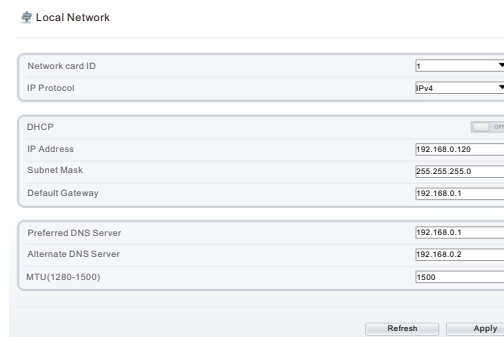 Local Network
Network card ID 1
IP Protocol IPv4
DHCP OFF
IP Address 192.168.0.120
Subnet Mask 255.255.255.0
Default Gateway 192.168.0.1
Preferred DNS Server 192.168.0.1
Alternate DNS Server 192.168.0.2
MTU(1280-1500) 1500
Refresh Apply